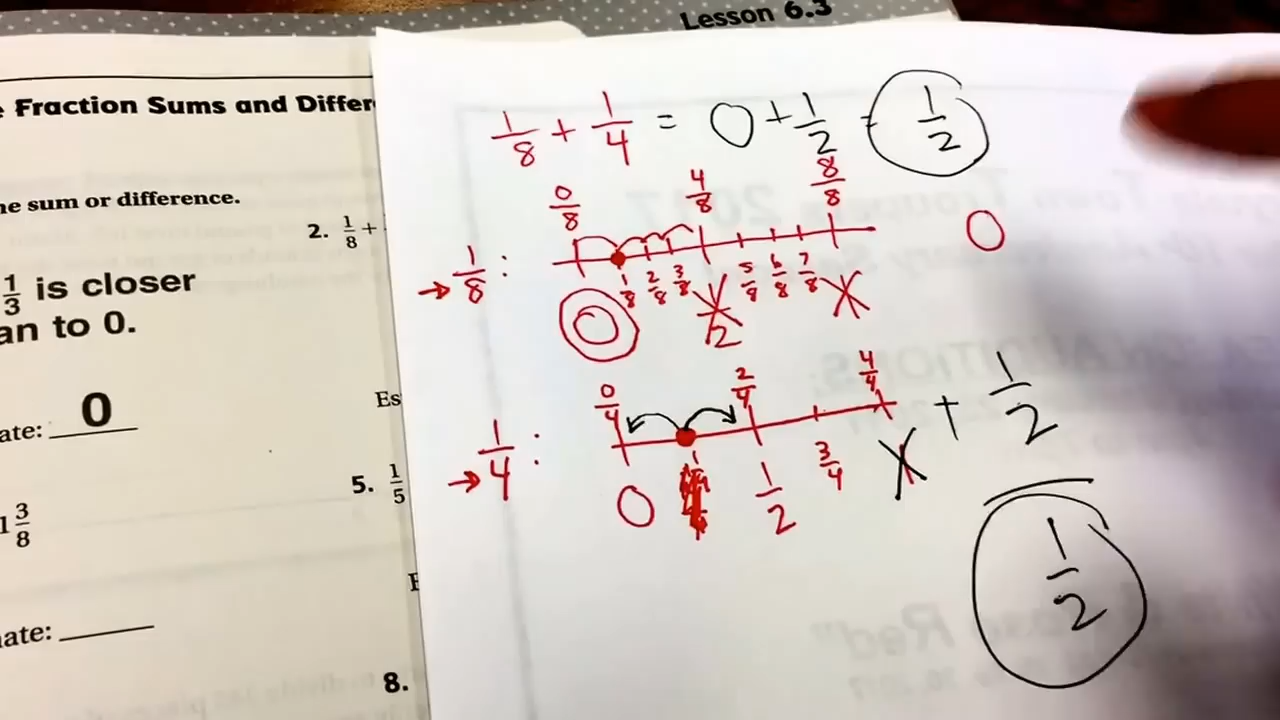 Lesson 6.3
Fraction Sums and Differ
he sum or difference.
2. 1/8 +
1/3 is closer
an to 0.
ate: 0
Es
5. 1/5
1 3/8
E
ate:
8.
1/8 + 1/4 = 0 + 1/2 = 1/2
0/8 4/8 8/8
→ 1/8 :
1/8 2/8 3/8 5/8 6/8 7/8
0 1/2
0
0/4 2/4 4/4
→ 1/4 :
1/4 3/4
0 1/2
+ 1/2
1/2